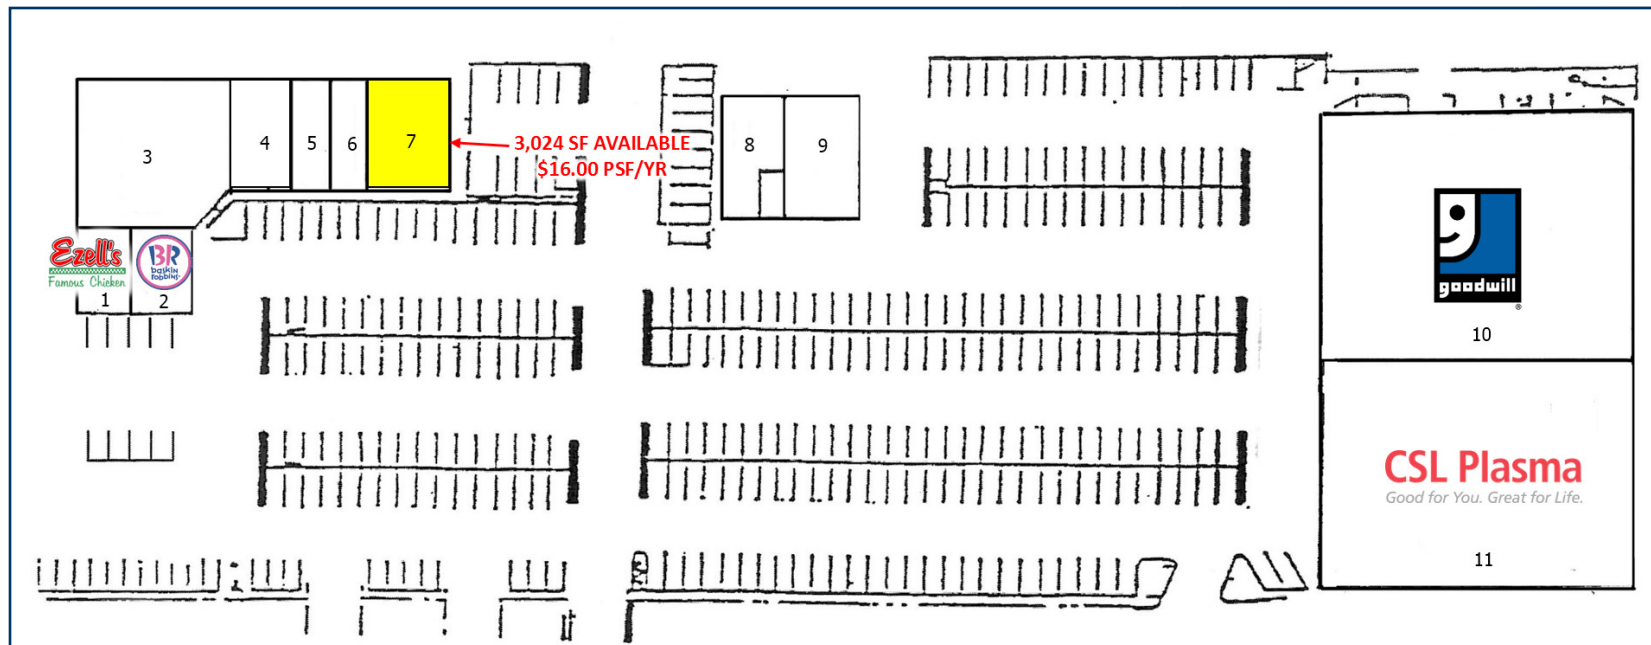 3
4
5
6
7
3,024 SF AVAILABLE
$16.00 PSF/YR
8
9
Ezell's
Famous Chicken
1
BR
baskin
robbins
2
goodwill
®
10
CSL Plasma
Good for You. Great for Life.
11